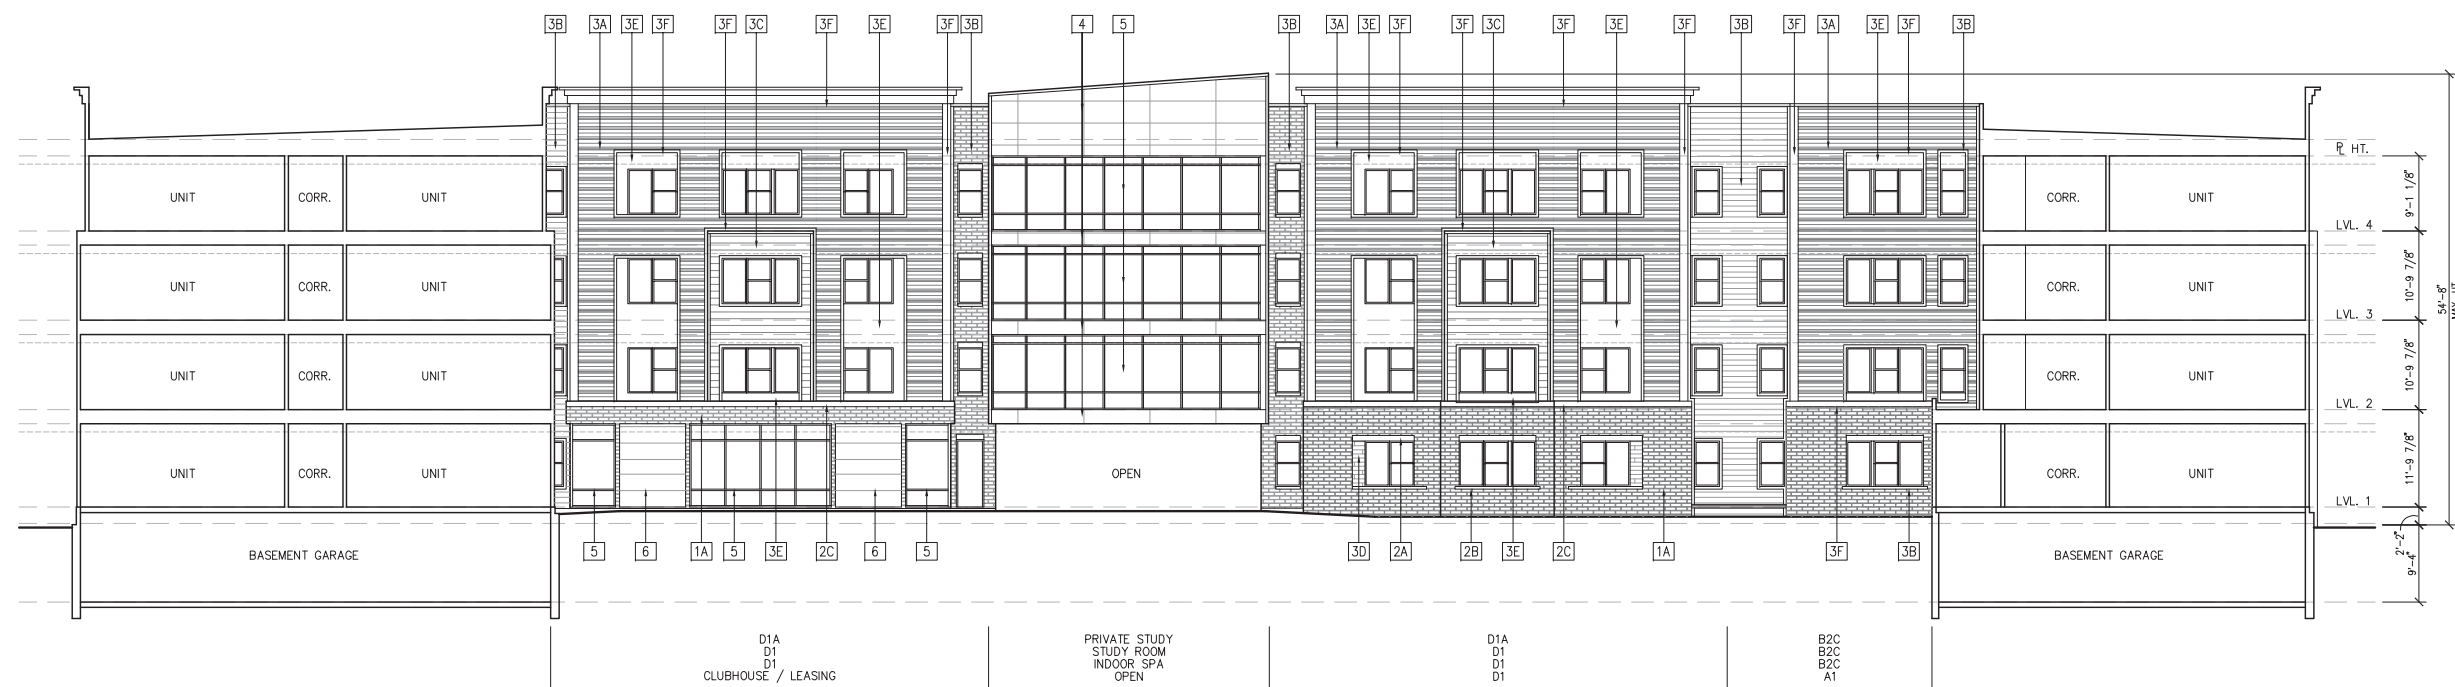 3B 3A 3E 3F 3F 3C 3F 3E 3F 3B 4 5 3B 3A 3E 3F 3F 3C 3F 3E 3F 3B 3F 3A 3E 3F 3B
HT.
UNIT CORR. UNIT CORR. UNIT
9'-1 1/8"
LVL. 4
UNIT CORR. UNIT CORR. UNIT
10'-9 7/8"
54'-8"
MAX. HT.
LVL. 3
UNIT CORR. UNIT CORR. UNIT
10'-9 7/8"
LVL. 2
UNIT CORR. UNIT OPEN CORR. UNIT
11'-9 7/8"
LVL. 1
BASEMENT GARAGE 5 6 1A 5 3E 2C 6 5 3D 2A 2B 3E 2C 1A 3F 3B BASEMENT GARAGE
2'-2"
9'-4"
D1A PRIVATE STUDY D1A B2C
D1 STUDY ROOM D1 B2C
D1 INDOOR SPA D1 B2C
CLUBHOUSE / LEASING OPEN D1 A1